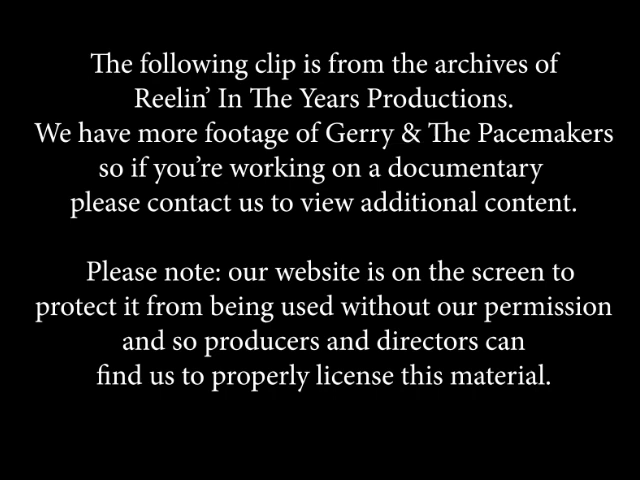 The following clip is from the archives of
Reelin’ In The Years Productions.
We have more footage of Gerry & The Pacemakers
so if you’re working on a documentary
please contact us to view additional content.
Please note: our website is on the screen to
protect it from being used without our permission
and so producers and directors can
find us to properly license this material.